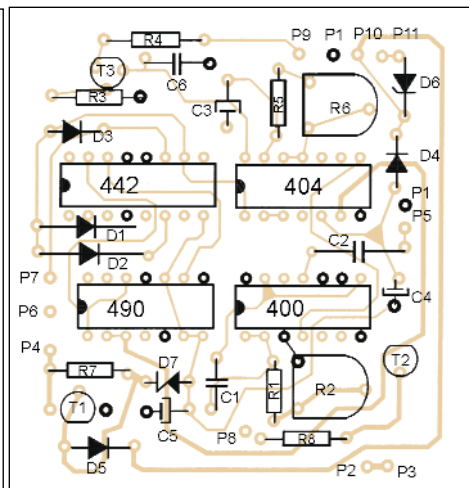 R4 P9 P1 P10 P11
T3 C6
R3 C3 R5 R6 D6
D3 D4
442 404 P1
P5
D1 C2
D2
P7 C4
P6 490 400
P4 D7 T2
R7 C1 R1 R2
T1 C5 P8 R8
D5 P2 P3